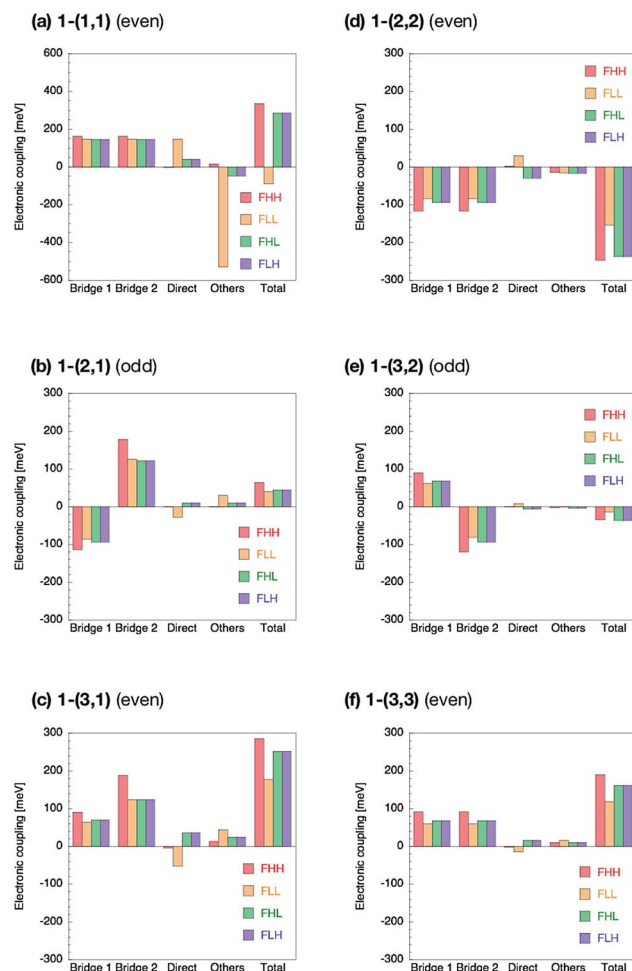 (a) 1-(1,1) (even)
Electronic coupling [meV]
600
400
200
0
-200
-400
-600
FHH
FLL
FHL
FLH
Bridge 1 Bridge 2 Direct Others Total
(d) 1-(2,2) (even)
Electronic coupling [meV]
300
200
100
0
-100
-200
-300
FHH
FLL
FHL
FLH
Bridge 1 Bridge 2 Direct Others Total
(b) 1-(2,1) (odd)
Electronic coupling [meV]
300
200
100
0
-100
-200
-300
FHH
FLL
FHL
FLH
Bridge 1 Bridge 2 Direct Others Total
(e) 1-(3,2) (odd)
Electronic coupling [meV]
300
200
100
0
-100
-200
-300
FHH
FLL
FHL
FLH
Bridge 1 Bridge 2 Direct Others Total
(c) 1-(3,1) (even)
Electronic coupling [meV]
300
200
100
0
-100
-200
-300
FHH
FLL
FHL
FLH
Bridge 1 Bridge 2 Direct Others Total
(f) 1-(3,3) (even)
Electronic coupling [meV]
300
200
100
0
-100
-200
-300
FHH
FLL
FHL
FLH
Bridge 1 Bridge 2 Direct Others Total